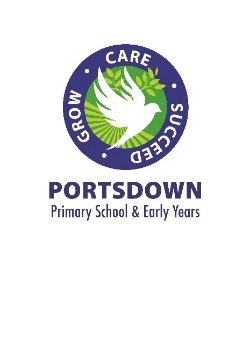 GROW · CARE · SUCCEED ·
PORTSDOWN
Primary School & Early Years